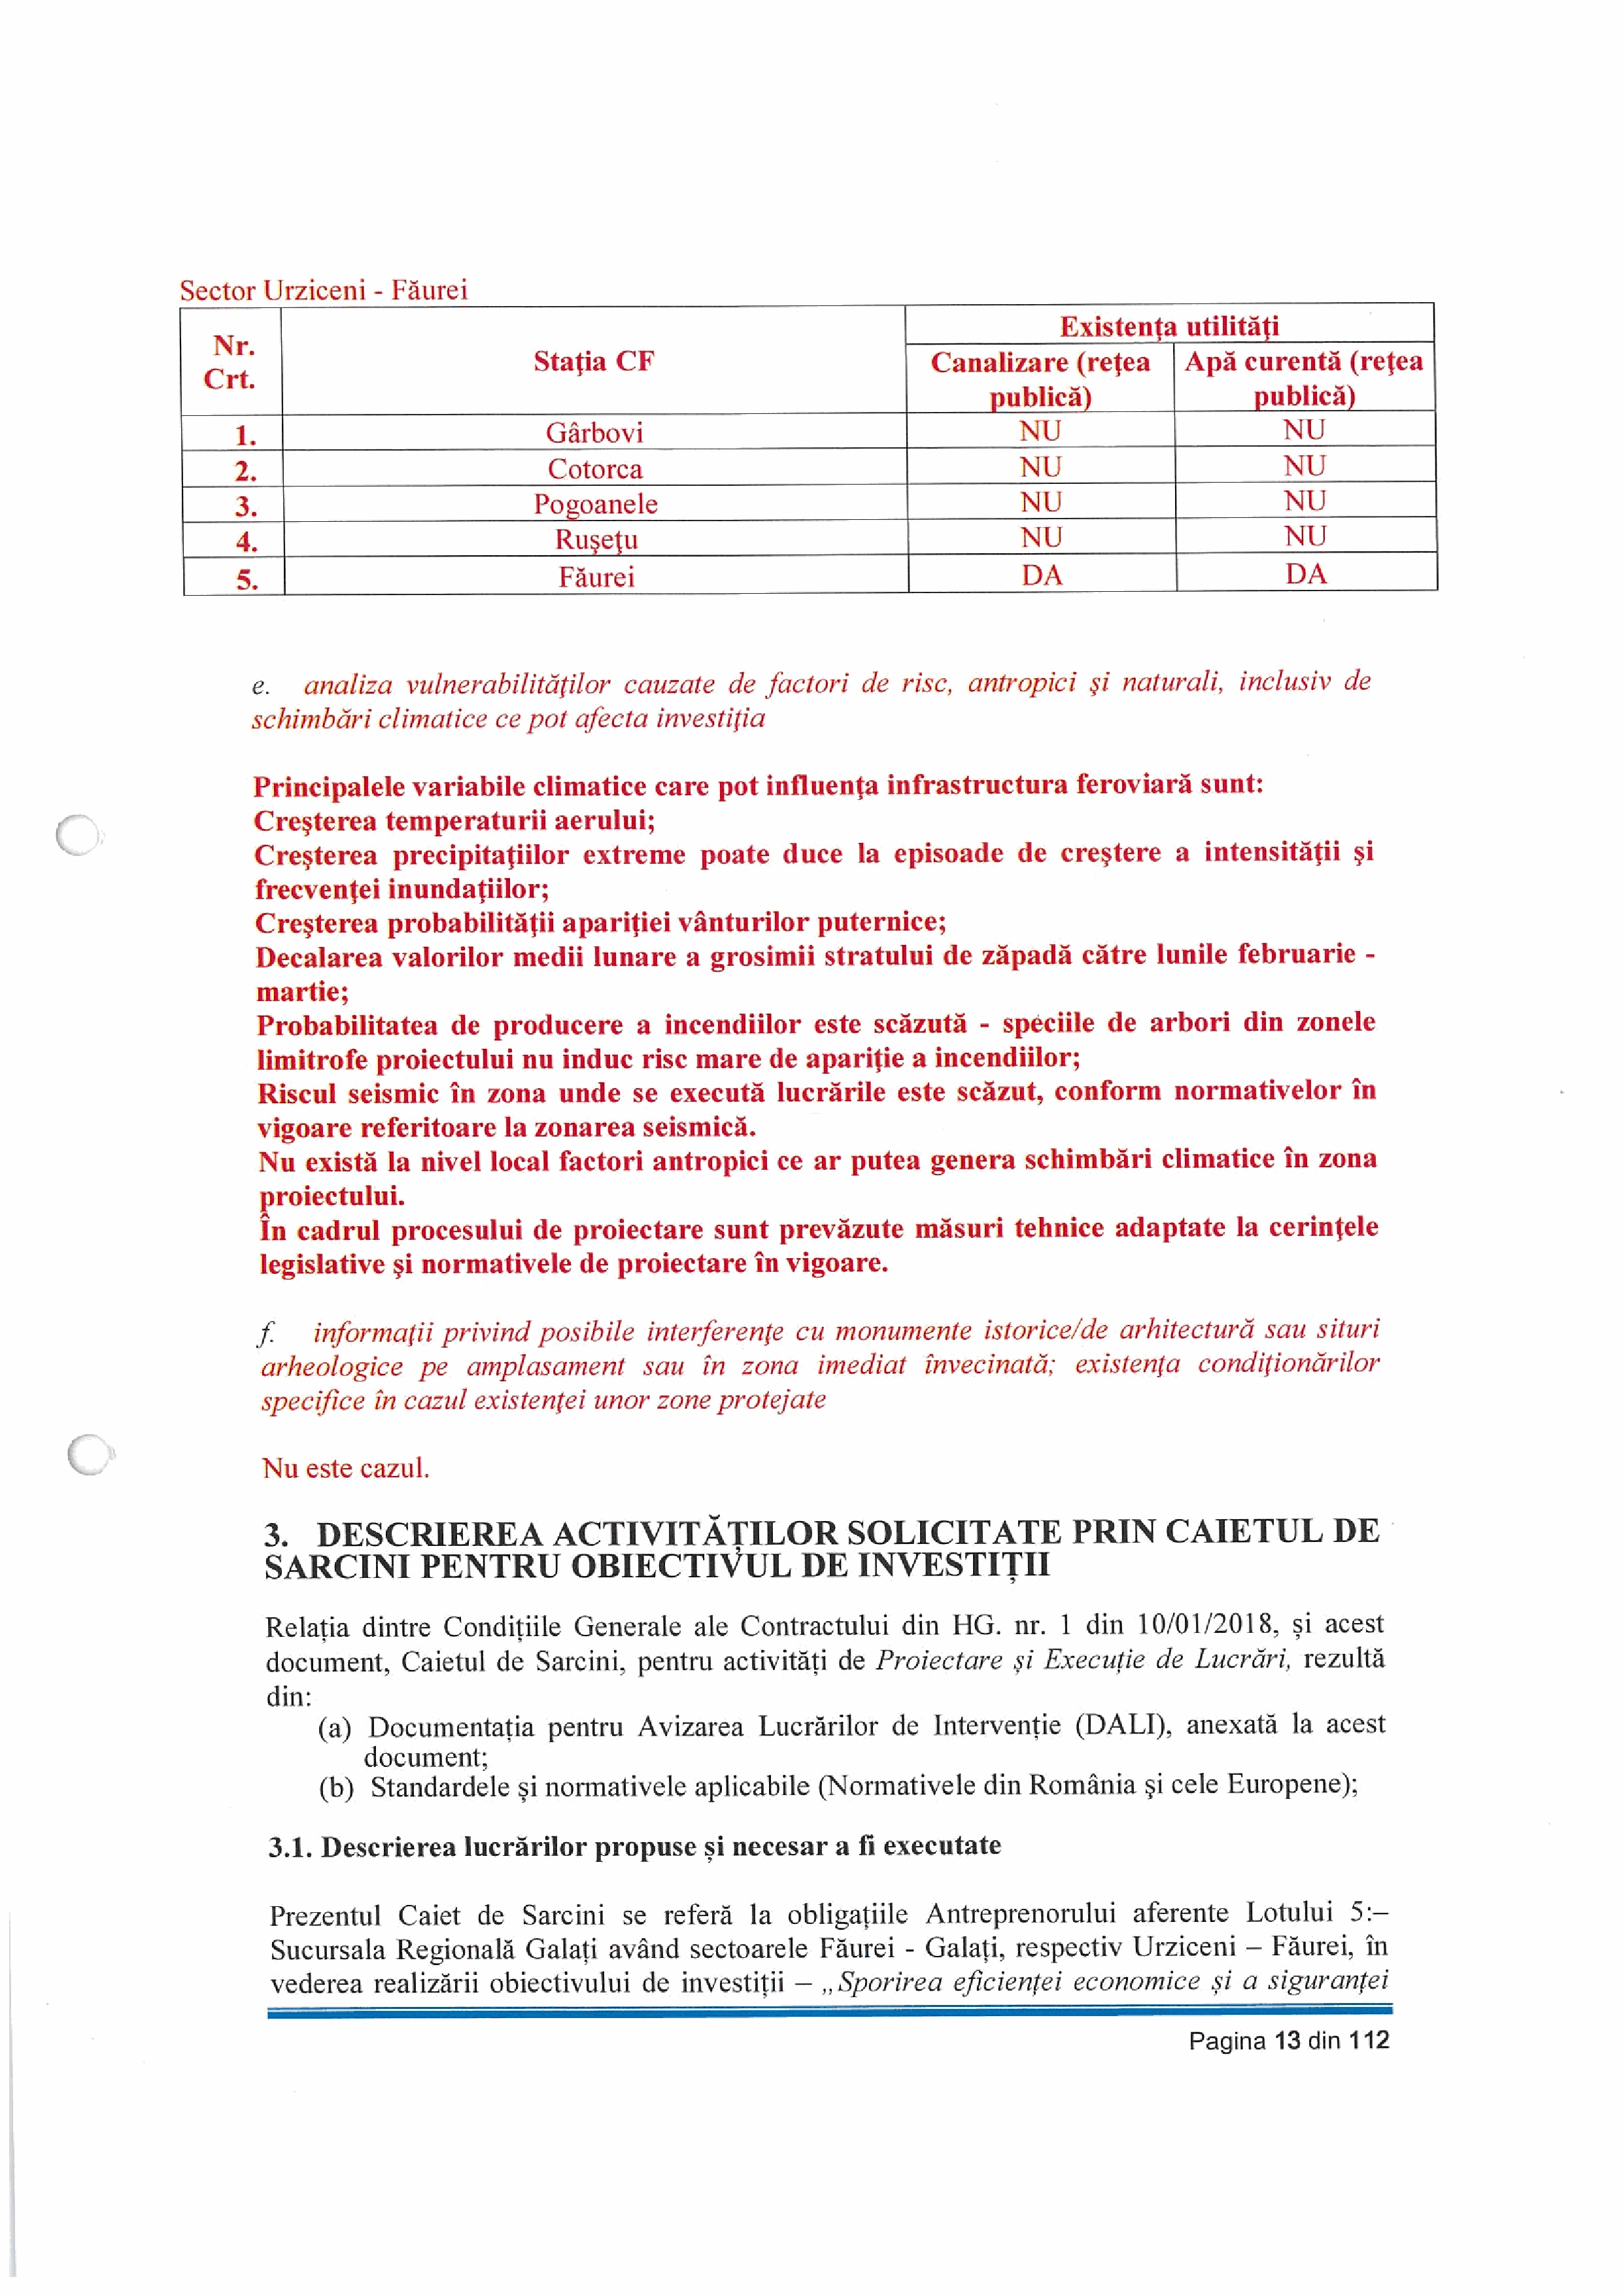 Sector Urziceni - Făurei
Nr. Crt. Stația CF Existența utilități
Canalizare (rețea publică) Apă curentă (rețea publică)
1. Gârbovi NU NU
2. Cotorca NU NU
3. Pogoanele NU NU
4. Rușețu NU NU
5. Făurei DA DA
e. analiza vulnerabilităţilor cauzate de factori de risc, antropici şi naturali, inclusiv de
schimbări climatice ce pot afecta investiţia
Principalele variabile climatice care pot influenţa infrastructura feroviară sunt:
Creşterea temperaturii aerului;
Creşterea precipitaţiilor extreme poate duce la episoade de creştere a intensităţii şi
frecvenţei inundaţiilor;
Creşterea probabilităţii apariţiei vânturilor puternice;
Decalarea valorilor medii lunare a grosimii stratului de zăpadă către lunile februarie -
martie;
Probabilitatea de producere a incendiilor este scăzută - speciile de arbori din zonele
limitrofe proiectului nu induc risc mare de apariţie a incendiilor;
Riscul seismic în zona unde se execută lucrările este scăzut, conform normativelor în
vigoare referitoare la zonarea seismică.
Nu există la nivel local factori antropici ce ar putea genera schimbări climatice în zona
proiectului.
În cadrul procesului de proiectare sunt prevăzute măsuri tehnice adaptate la cerinţele
legislative şi normativele de proiectare în vigoare.
f. informaţii privind posibile interferenţe cu monumente istorice/de arhitectură sau situri
arheologice pe amplasament sau în zona imediat învecinată; existenţa condiţionărilor
specifice în cazul existenţei unor zone protejate
Nu este cazul.
3. DESCRIEREA ACTIVITĂȚILOR SOLICITATE PRIN CAIETUL DE
SARCINI PENTRU OBIECTIVUL DE INVESTIȚII
Relația dintre Condițiile Generale ale Contractului din HG. nr. 1 din 10/01/2018, și acest
document, Caietul de Sarcini, pentru activități de Proiectare și Execuție de Lucrări, rezultă
din:
(a) Documentația pentru Avizarea Lucrărilor de Intervenție (DALI), anexată la acest
document;
(b) Standardele și normativele aplicabile (Normativele din România şi cele Europene);
3.1. Descrierea lucrărilor propuse și necesar a fi executate
Prezentul Caiet de Sarcini se referă la obligațiile Antreprenorului aferente Lotului 5:–
Sucursala Regională Galați având sectoarele Făurei - Galați, respectiv Urziceni – Făurei, în
vederea realizării obiectivului de investiții – „Sporirea eficienței economice și a siguranței
Pagina 13 din 112